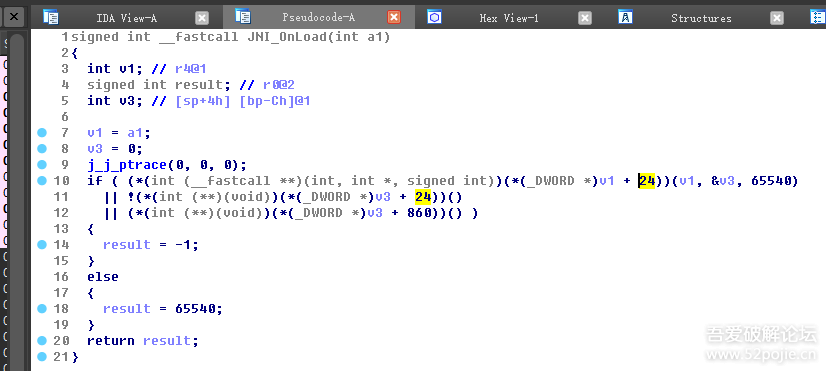 IDA View-A
Pseudocode-A
Hex View-1
Structures
1 signed int __fastcall JNI_OnLoad(int a1)
2 {
3 int v1; // r4@1
4 signed int result; // r0@2
5 int v3; // [sp+4h] [bp-Ch]@1
6
7 v1 = a1;
8 v3 = 0;
9 j_j_ptrace(0, 0, 0);
10 if ( (*(int (__fastcall **)(int, int *, signed int))(*(_DWORD *)v1 + 24))(v1, &v3, 65540)
11 || !(*(int (**)(void))(*(_DWORD *)v3 + 24))()
12 || (*(int (**)(void))(*(_DWORD *)v3 + 860))() )
13 {
14 result = -1;
15 }
16 else
17 {
18 result = 65540;
19 }
20 return result;
21 }
吾爱破解论坛
www.52pojie.cn